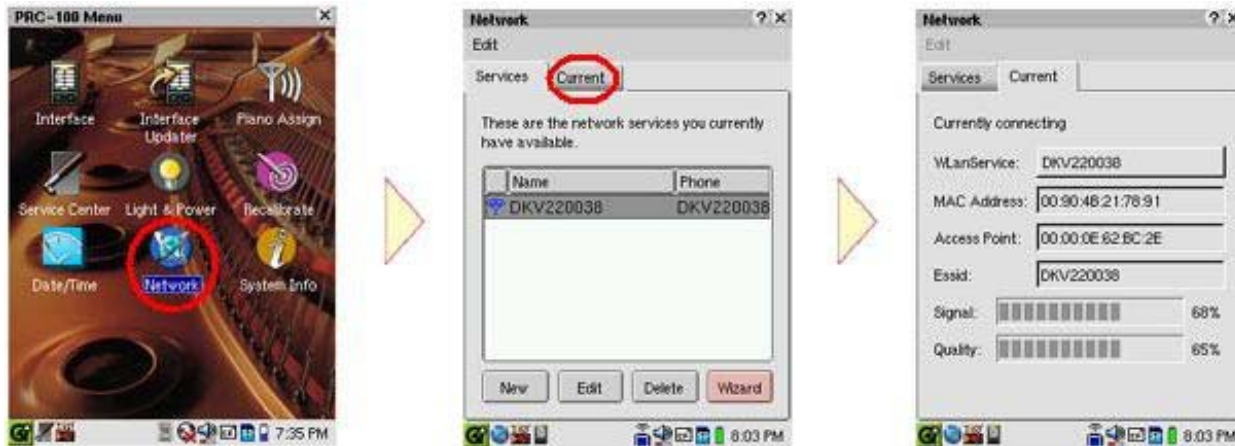 PRC-100 Menu
Interface
Interface Updater
Piano Assign
Service Center
Light & Power
Recalibrate
Date/Time
Network
System Info
7:35 PM
Network
Edit
Services
Current
These are the network services you currently
have available.
Name
Phone
DKV220038
DKV220038
New
Edit
Delete
Wizard
8:03 PM
Network
Edit
Services
Current
Currently connecting
WLanService: DKV220038
MAC Address: 00:90:4B:21:78:91
Access Point: 00:00:0E:62:BC:2E
Essid: DKV220038
Signal: 68%
Quality: 65%
8:03 PM